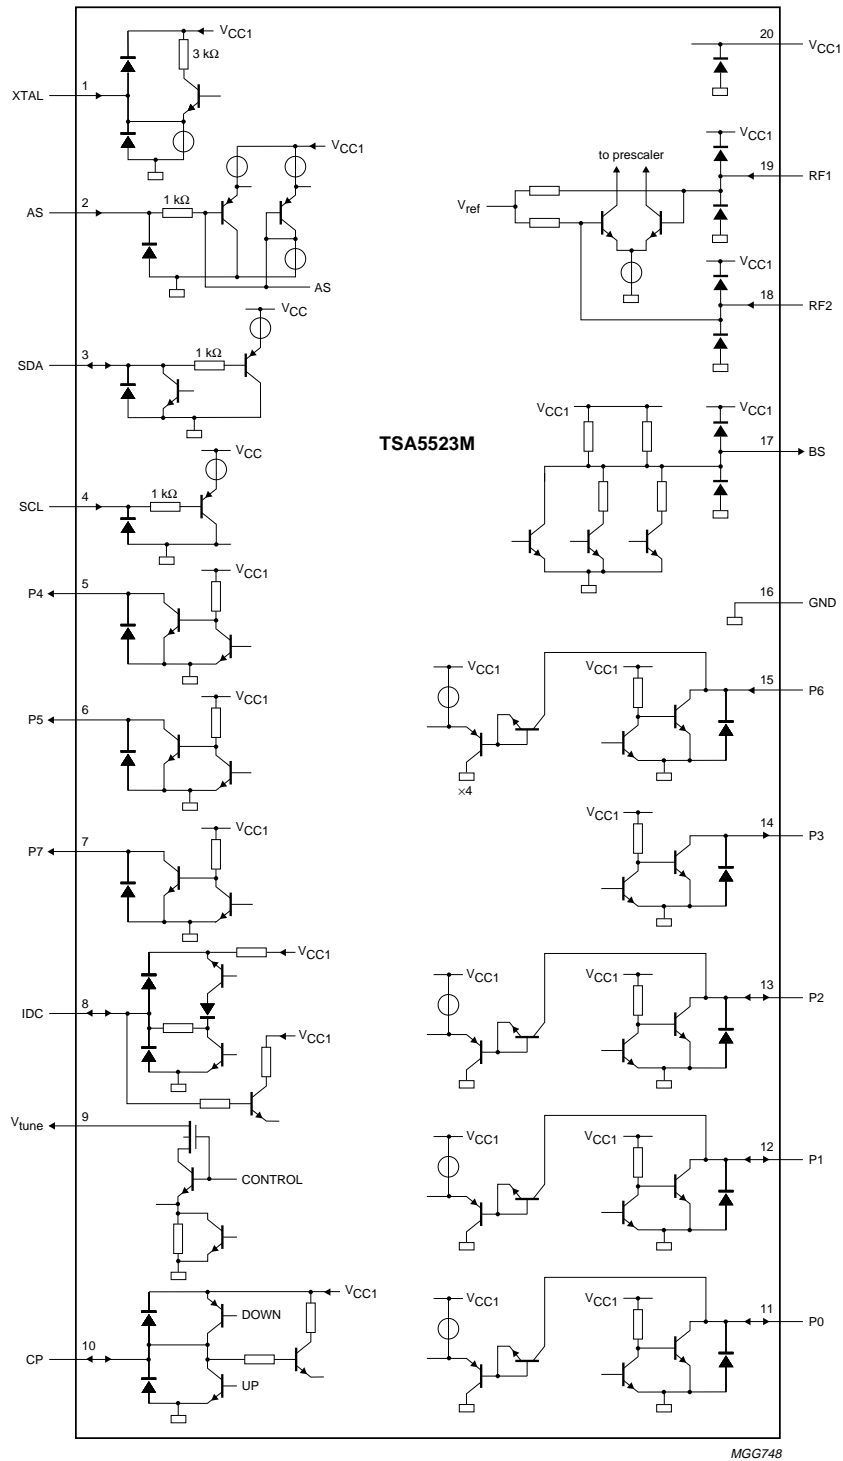 VCC1
3 kΩ
1
XTAL
VCC1
1 kΩ
2
AS
AS
VCC
1 kΩ
3
SDA
VCC
1 kΩ
4
SCL
VCC1
5
P4
VCC1
6
P5
VCC1
7
P7
VCC1
8
IDC
VCC1
9
Vtune
CONTROL
VCC1
DOWN
10
CP
UP
TSA5523M
20
VCC1
VCC1
to prescaler
19
RF1
Vref
VCC1
18
RF2
VCC1
VCC1
17
BS
16
GND
VCC1
VCC1
15
P6
×4
14
VCC1
P3
VCC1
VCC1
13
P2
VCC1
VCC1
12
P1
VCC1
VCC1
11
P0
MGG748